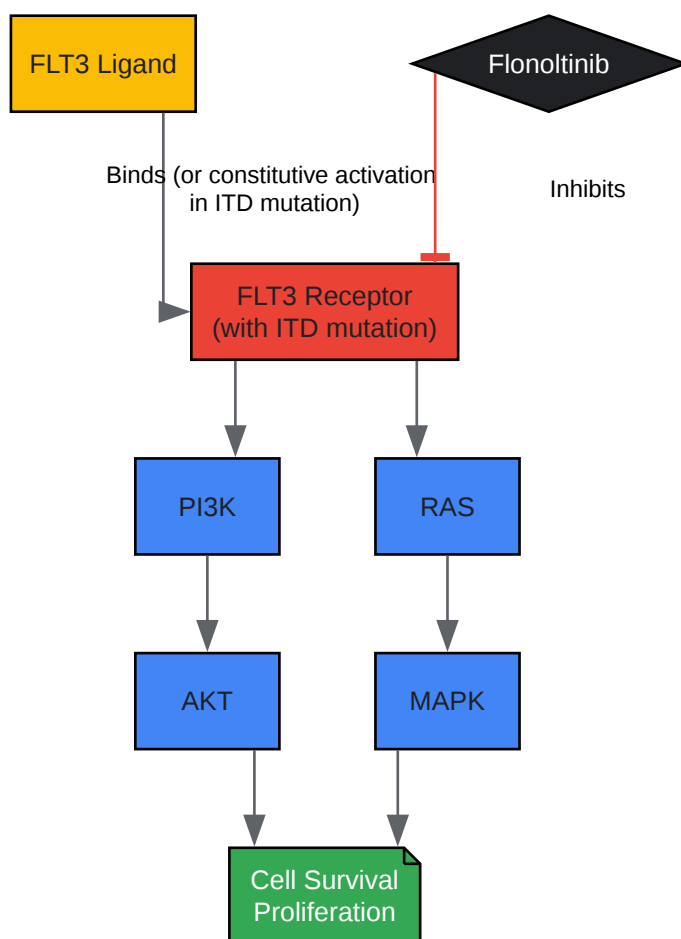 FLT3 Ligand
Flonoltinib
Binds (or constitutive activation
in ITD mutation)
Inhibits
FLT3 Receptor
(with ITD mutation)
PI3K
RAS
AKT
MAPK
Cell Survival
Proliferation